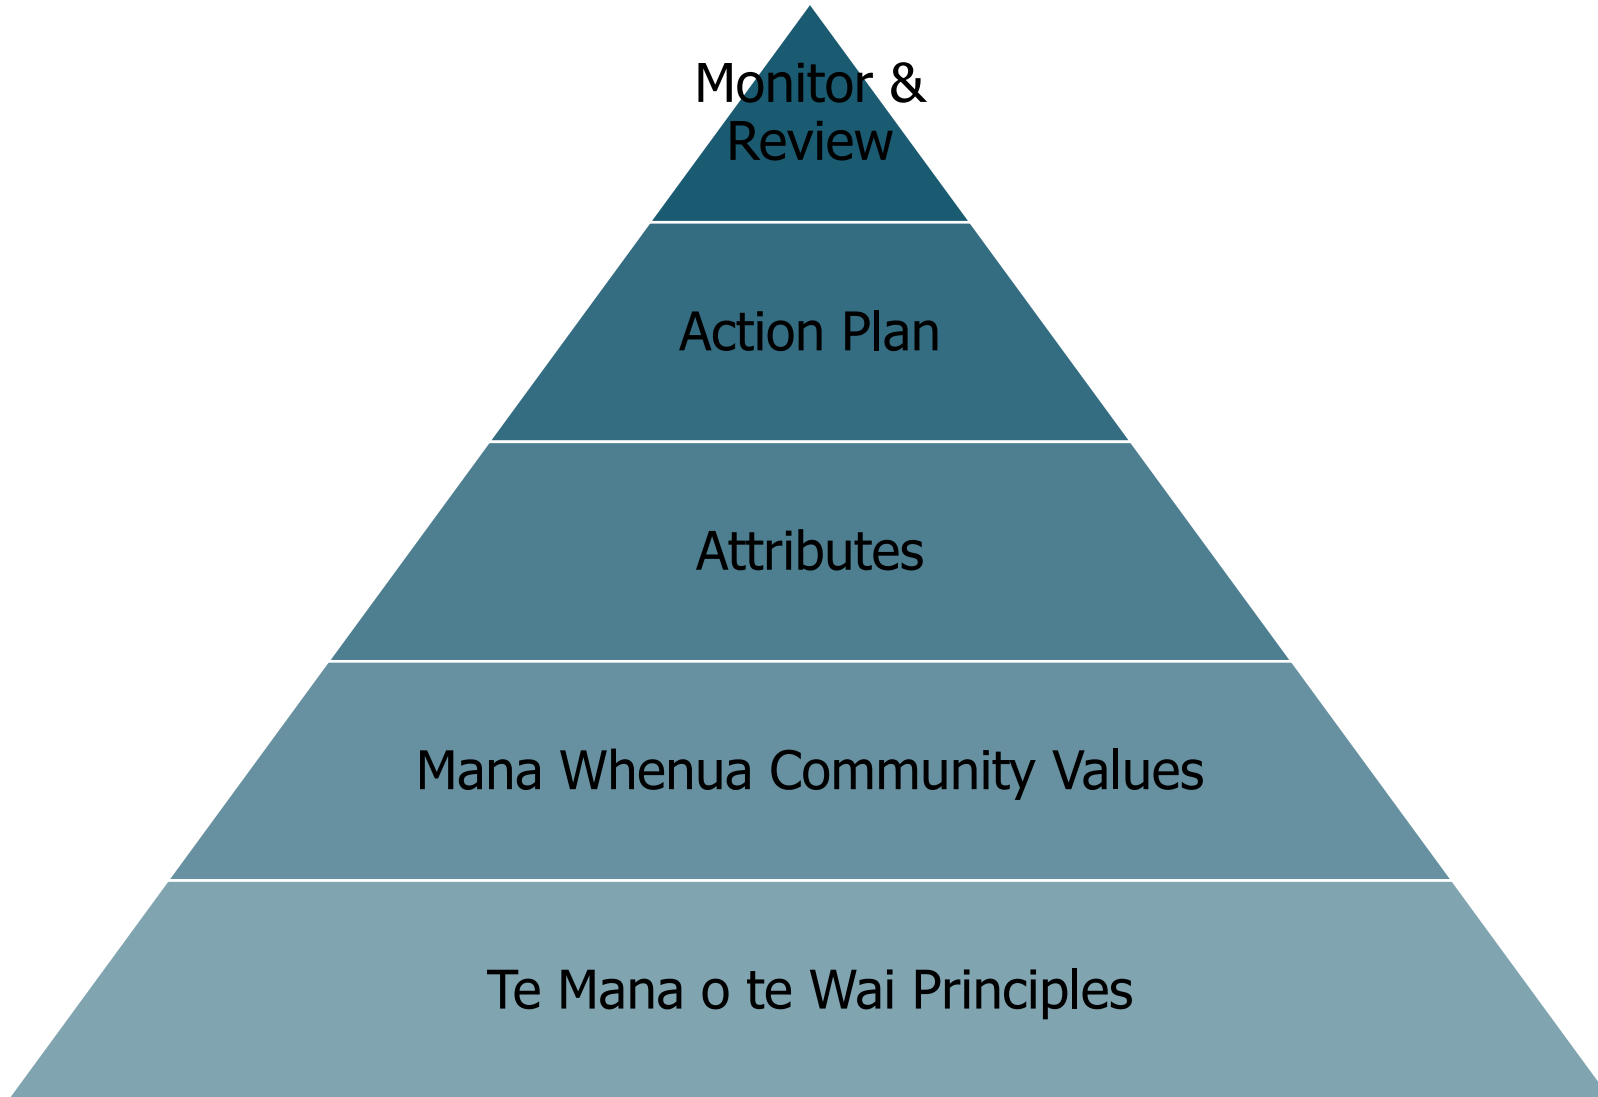 Monitor &
Review
Action Plan
Attributes
Mana Whenua Community Values
Te Mana o te Wai Principles